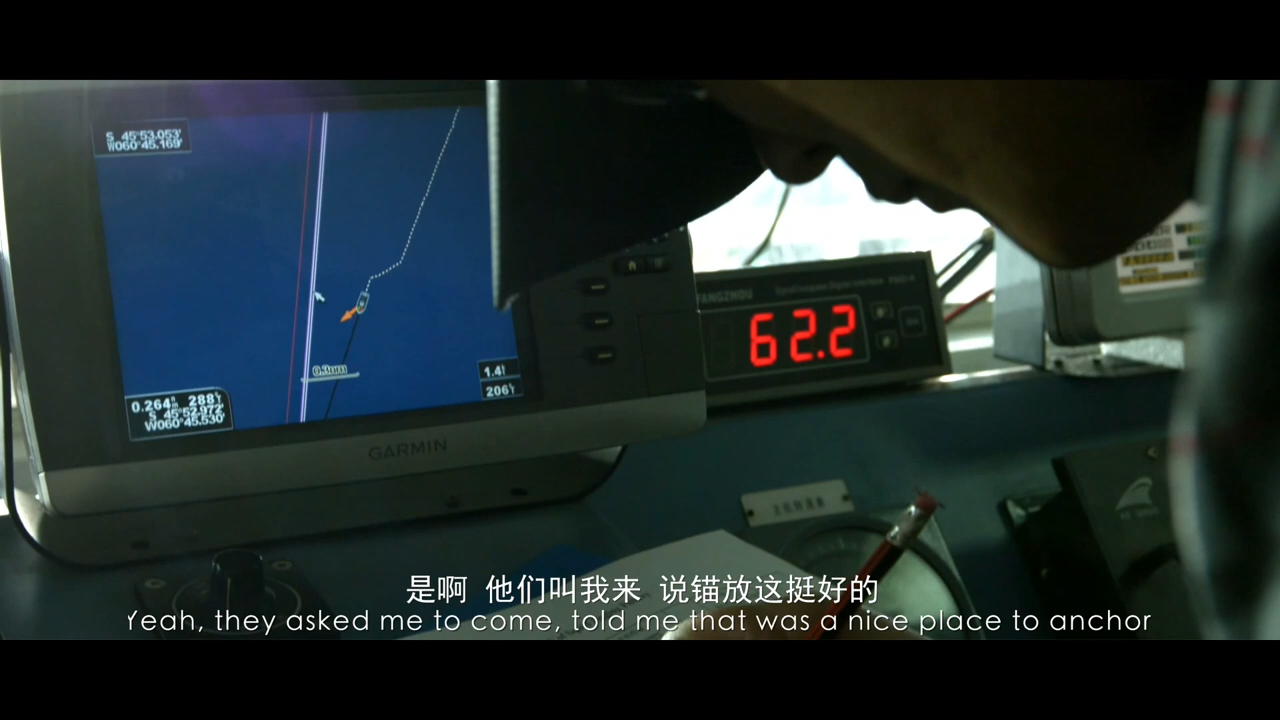 S 45°53.053'
W060°45.169'
0.3nm
1.4
206
0.264 288
S 45°52.972'
W060°45.530'
GARMIN
FANGZHOU
62.2
是啊 他们叫我来 说锚放这挺好的
Yeah, they asked me to come, told me that was a nice place to anchor